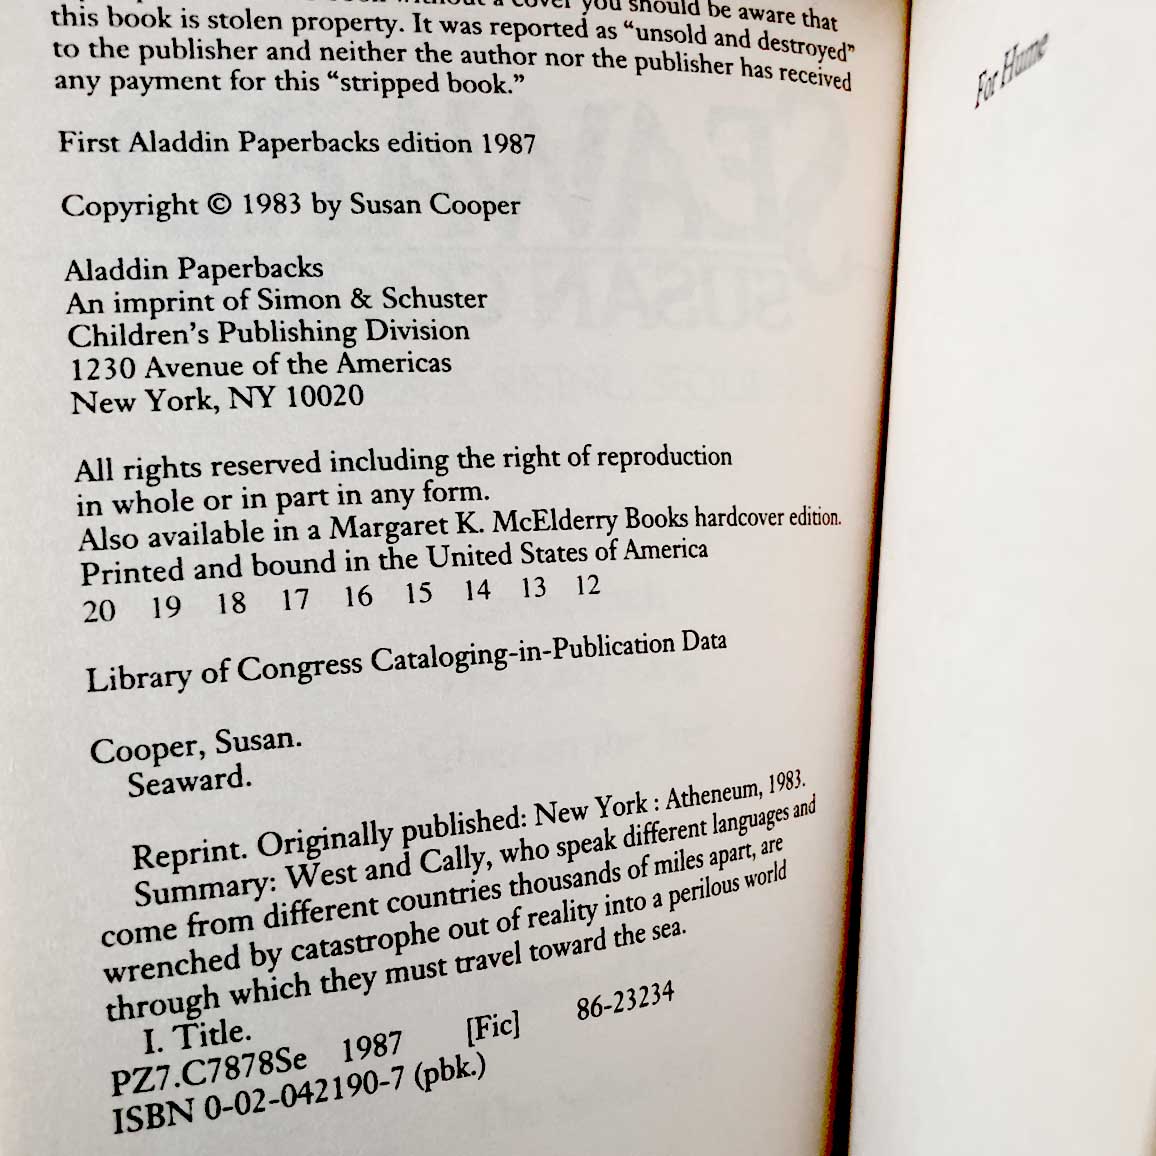 a cover you should be aware that
this book is stolen property. It was reported as “unsold and destroyed”
to the publisher and neither the author nor the publisher has received
any payment for this “stripped book.”
First Aladdin Paperbacks edition 1987
Copyright © 1983 by Susan Cooper
Aladdin Paperbacks
An imprint of Simon & Schuster
Children’s Publishing Division
1230 Avenue of the Americas
New York, NY 10020
All rights reserved including the right of reproduction
in whole or in part in any form.
Also available in a Margaret K. McElderry Books hardcover edition.
Printed and bound in the United States of America
20 19 18 17 16 15 14 13 12
Library of Congress Cataloging-in-Publication Data
Cooper, Susan.
Seaward.
Reprint. Originally published: New York : Atheneum, 1983.
Summary: West and Cally, who speak different languages and
come from different countries thousands of miles apart, are
wrenched by catastrophe out of reality into a perilous world
through which they must travel toward the sea.
I. Title.
PZ7.C7878Se 1987 [Fic] 86-23234
ISBN 0-02-042190-7 (pbk.)
For Hume